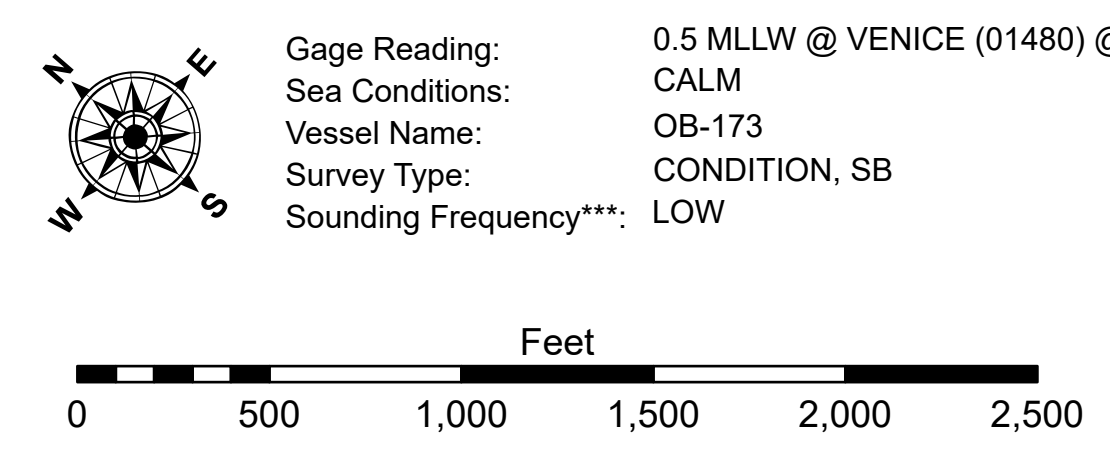 N E
W S
Gage Reading: 0.5 MLLW @ VENICE (01480) @
Sea Conditions: CALM
Vessel Name: OB-173
Survey Type: CONDITION, SB
Sounding Frequency***: LOW
Feet
0 500 1,000 1,500 2,000 2,500